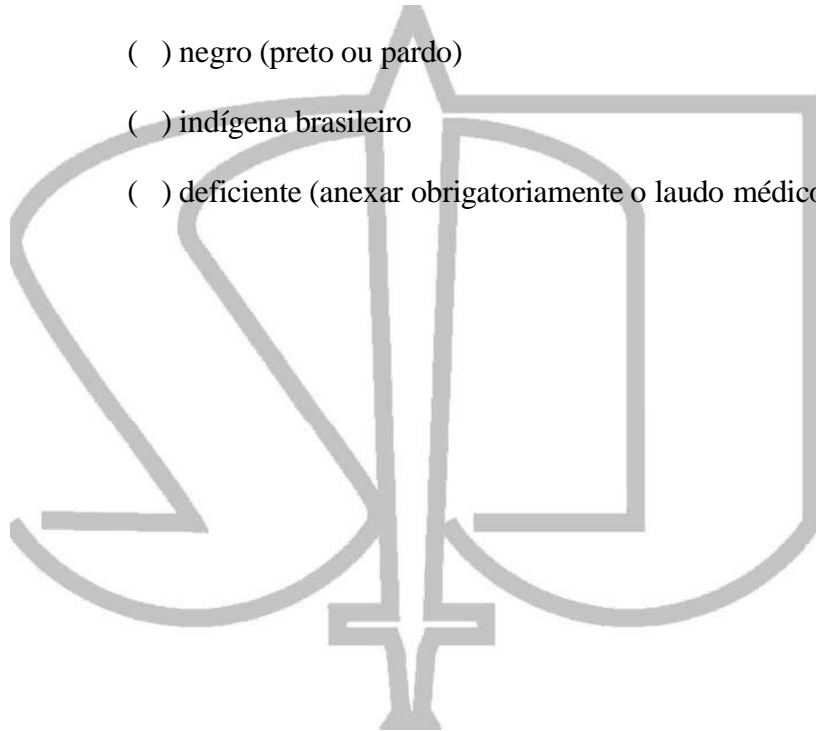 ( ) negro (preto ou pardo)
( ) indígena brasileiro
( ) deficiente (anexar obrigatoriamente o laudo médico